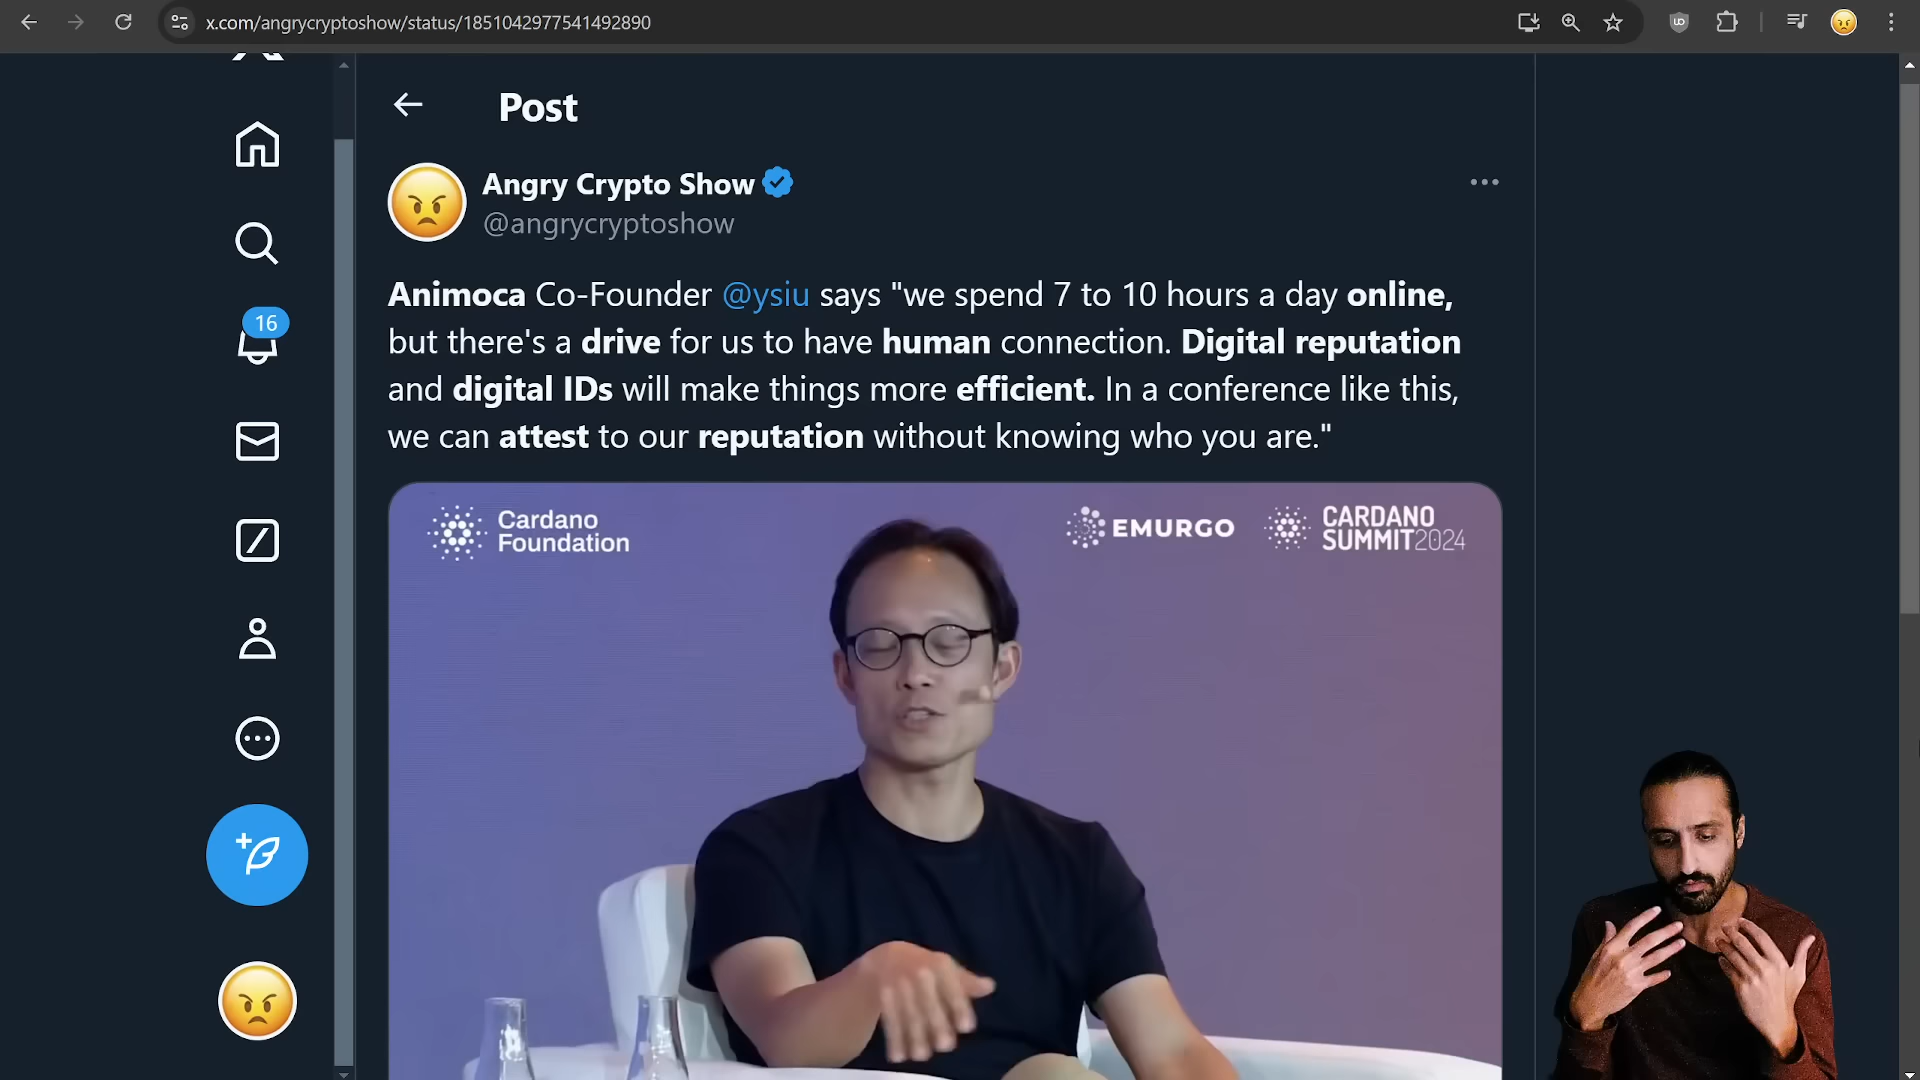 x.com/angrycryptoshow/status/1851042977541492890
Post
Angry Crypto Show
@angrycryptoshow
16
Animoca Co-Founder @ysiu says "we spend 7 to 10 hours a day online,
but there's a drive for us to have human connection. Digital reputation
and digital IDs will make things more efficient. In a conference like this,
we can attest to our reputation without knowing who you are."
Cardano
Foundation
EMURGO
CARDANO
SUMMIT2024